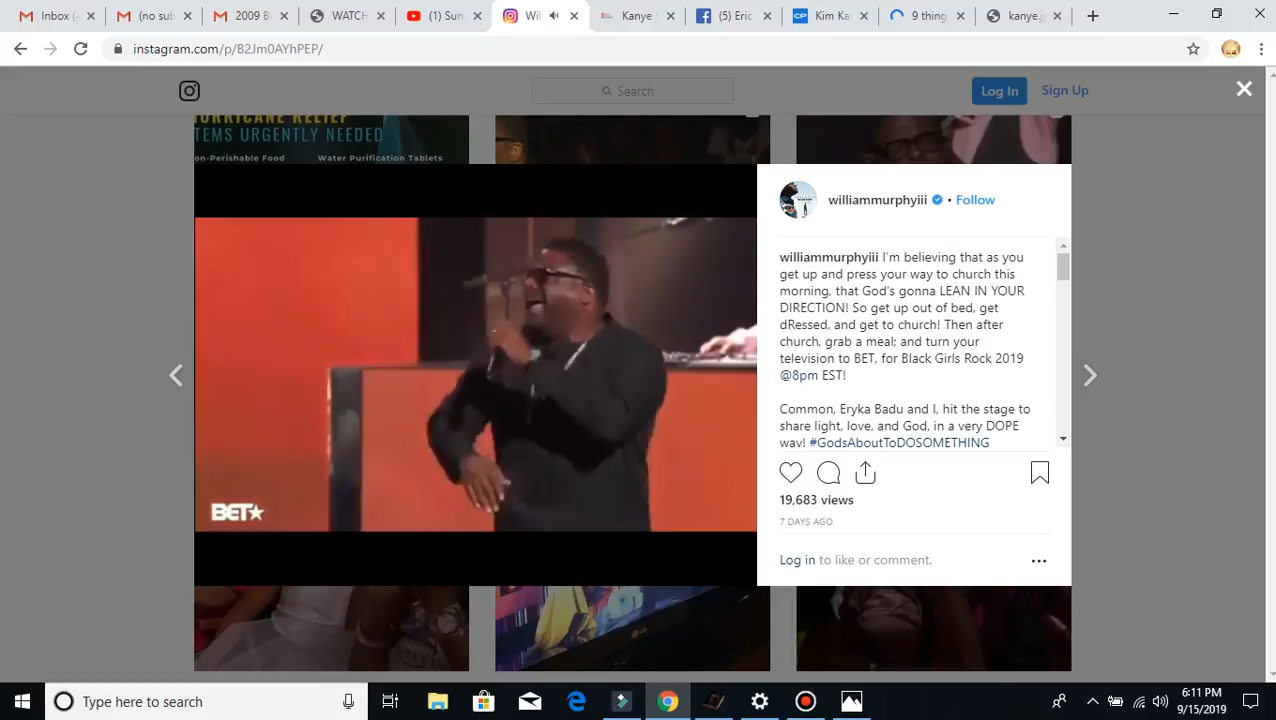 Inbox (
(no sub
2009 B
WATCH
(1) Sun
Wil
Kanye
(5) Eric
Kim Ka
9 thing
kanye.j
instagram.com/p/B2Jm0AYhPEP/
Search
Log In
Sign Up
HURRICANE RELIEF
TEMS URGENTLY NEEDED
on-Perishable Food Water Purification Tablets
williammurphyiii • Follow
williammurphyiii I'm believing that as you
get up and press your way to church this
morning, that God's gonna LEAN IN YOUR
DIRECTION! So get up out of bed, get
dRessed, and get to church! Then after
church, grab a meal; and turn your
television to BET, for Black Girls Rock 2019
@8pm EST!
Common, Eryka Badu and I, hit the stage to
share light, love, and God, in a very DOPE
way! #GodsAboutToDOSOMETHING
BET
19,683 views
7 DAYS AGO
Log in to like or comment.
Type here to search
:11 PM
9/15/2019